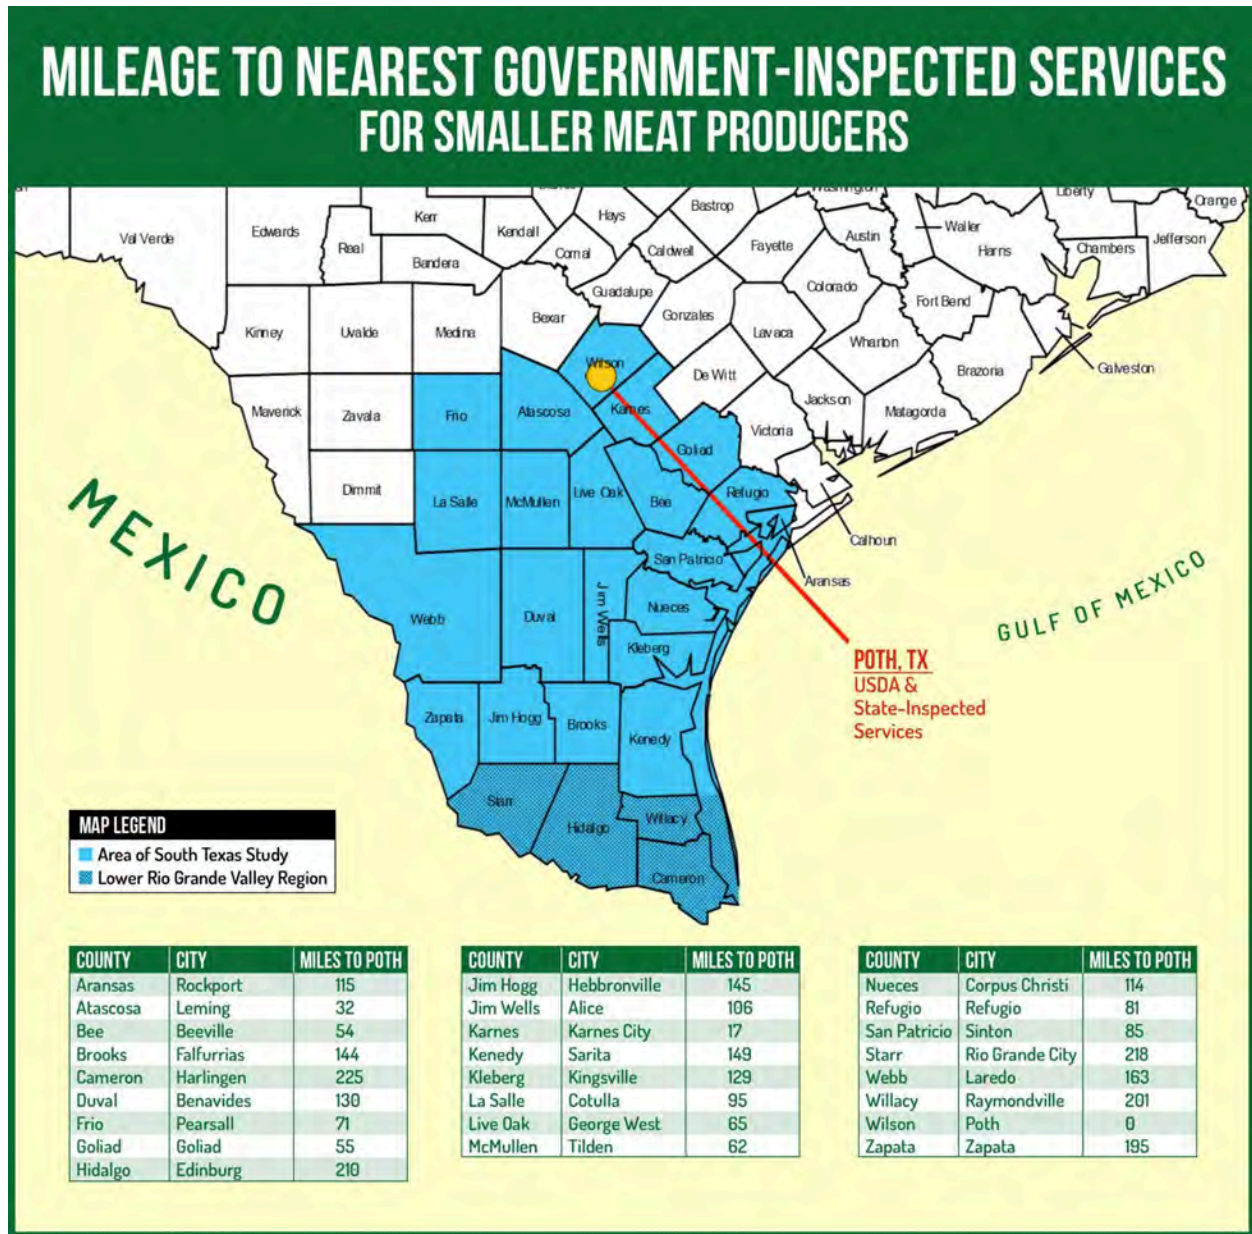 MILEAGE TO NEAREST GOVERNMENT-INSPECTED SERVICES
FOR SMALLER MEAT PRODUCERS
Liberty
Orange
Val Verde
Edwards
Real
Kerr
Bandera
Kendall
Hays
Comal
Bastrop
Caldwell
Fayette
Washington
Austin
Waller
Harris
Chambers
Jefferson
Guadalupe
Colorado
Fort Bend
Kinney
Uvalde
Medina
Bexar
Gonzales
Lavaca
Wharton
Brazoria
Galveston
Wilson
De Witt
Maverick
Zavala
Frio
Atascosa
Karnes
Jackson
Matagorda
Victoria
Goliad
Dimmit
La Salle
McMullen
Live Oak
Bee
Refugio
Calhoun
San Patricio
Aransas
MEXICO
GULF OF MEXICO
Webb
Duval
Jim Wells
Nueces
Kleberg
POTH, TX
USDA &
State-Inspected
Services
Zapata
Jim Hogg
Brooks
Kenedy
Starr
Hidalgo
Willacy
Cameron
MAP LEGEND
Area of South Texas Study
Lower Rio Grande Valley Region
COUNTY CITY MILES TO POTH
Aransas Rockport 115
Atascosa Leming 32
Bee Beeville 54
Brooks Falfurrias 144
Cameron Harlingen 225
Duval Benavides 130
Frio Pearsall 71
Goliad Goliad 55
Hidalgo Edinburg 210
COUNTY CITY MILES TO POTH
Jim Hogg Hebbronville 145
Jim Wells Alice 106
Karnes Karnes City 17
Kenedy Sarita 149
Kleberg Kingsville 129
La Salle Cotulla 95
Live Oak George West 65
McMullen Tilden 62
COUNTY CITY MILES TO POTH
Nueces Corpus Christi 114
Refugio Refugio 81
San Patricio Sinton 85
Starr Rio Grande City 218
Webb Laredo 163
Willacy Raymondville 201
Wilson Poth 0
Zapata Zapata 195